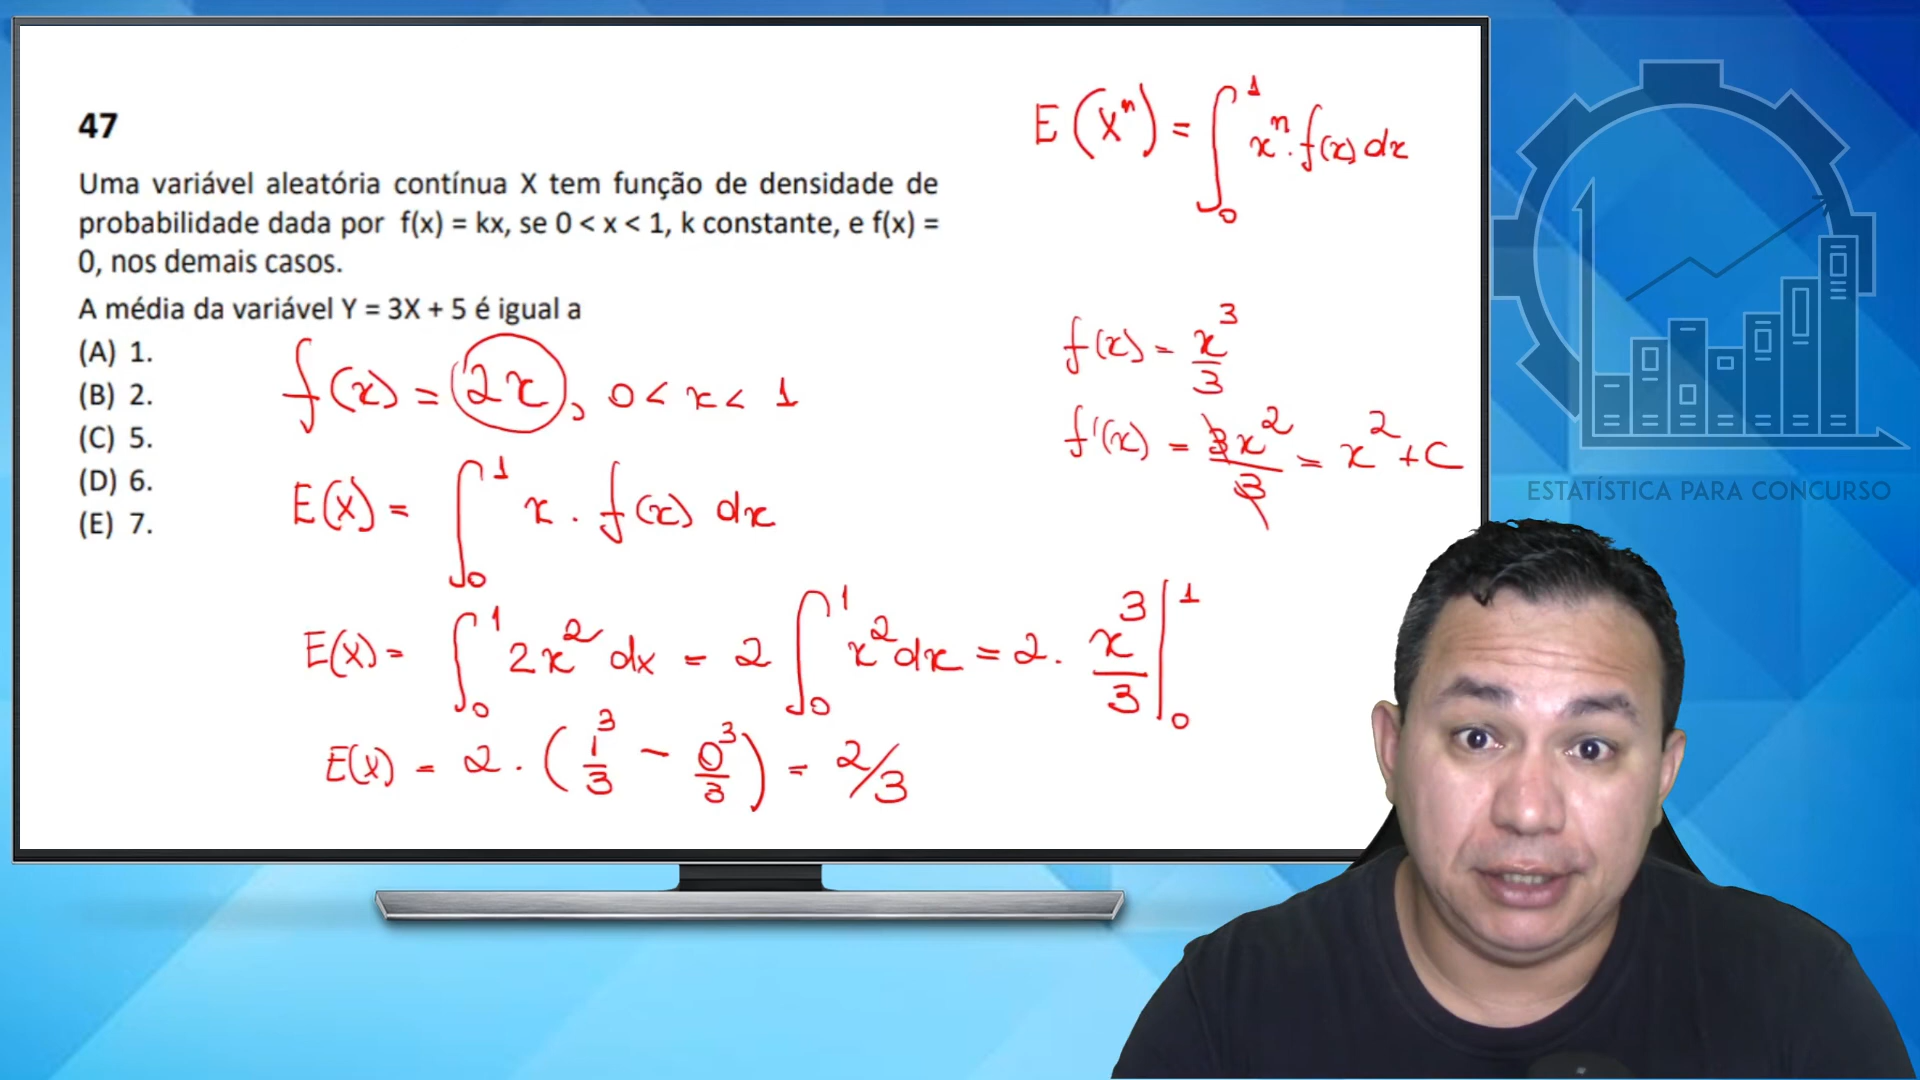 47
Uma variável aleatória contínua X tem função de densidade de
probabilidade dada por f(x) = kx, se 0 < x < 1, k constante, e f(x) =
0, nos demais casos.
A média da variável Y = 3X + 5 é igual a
(A) 1.
(B) 2.
(C) 5.
(D) 6.
(E) 7.
f(x) = 2x, 0 < x < 1
E(X) = ∫₀¹ x . f(x) dx
E(X) = ∫₀¹ 2x² dx = 2 ∫₀¹ x² dx = 2 . x³/3 |₀¹
E(X) = 2 . (1³/3 - 0³/3) = 2/3
E(Xⁿ) = ∫₀¹ xⁿ . f(x) dx
f(x) = x³/3
f'(x) = 3x²/3 = x² + C
ESTATÍSTICA PARA CONCURSO